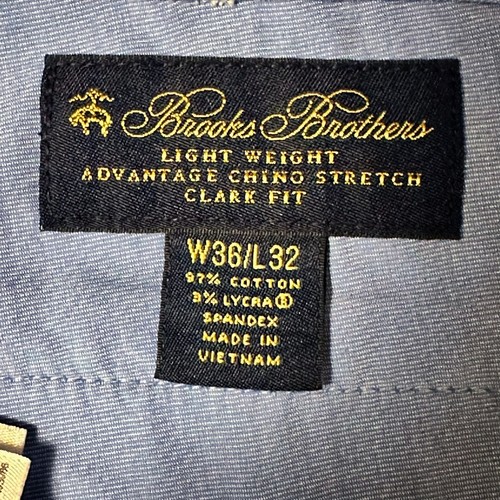 Brooks Brothers
LIGHT WEIGHT
ADVANTAGE CHINO STRETCH
CLARK FIT
W36/L32
97% COTTON
3% LYCRA ®
SPANDEX
MADE IN
VIETNAM